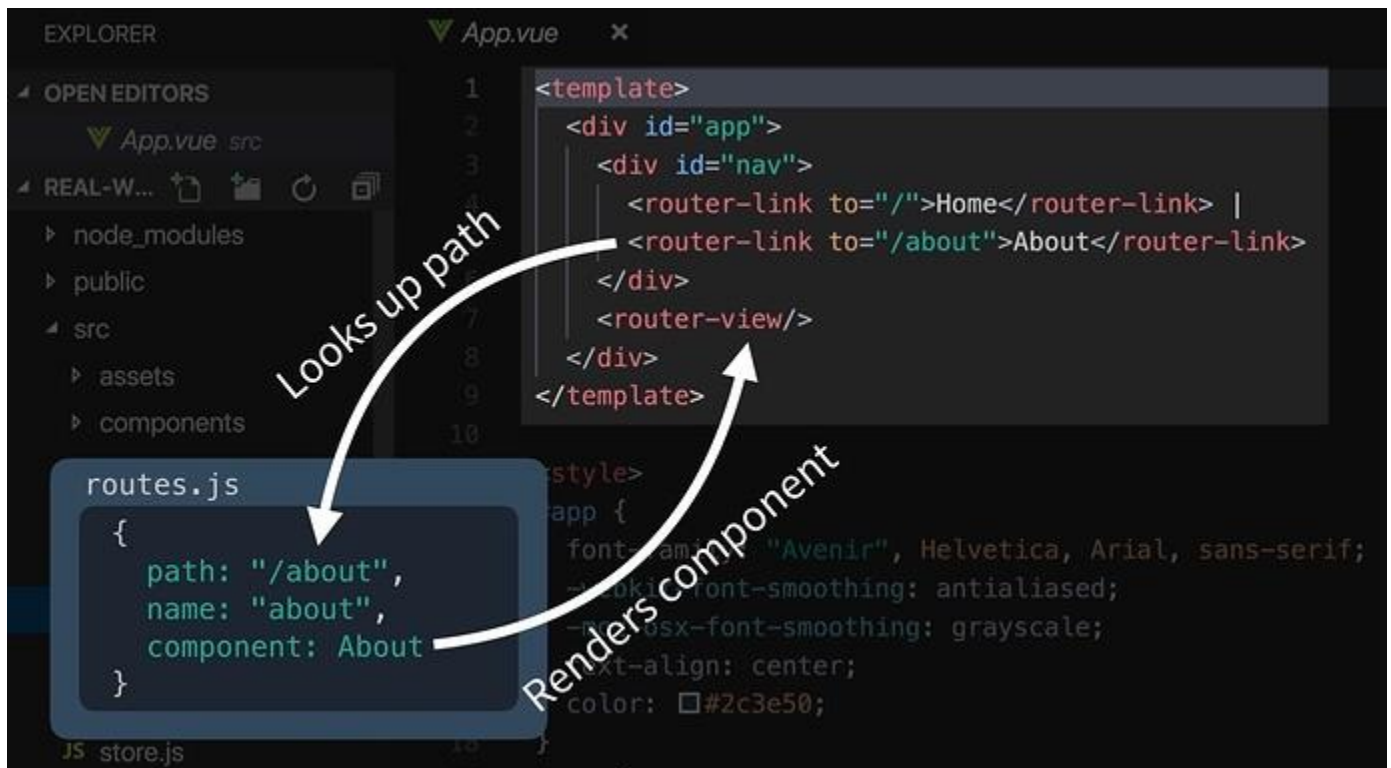 EXPLORER
OPEN EDITORS
App.vue src
REAL-W...
node_modules
public
src
assets
components
JS store.js
App.vue ×
1 <template>
2 <div id="app">
3 <div id="nav">
<router-link to="/">Home</router-link> |
<router-link to="/about">About</router-link>
</div>
7 <router-view/>
8 </div>
9 </template>
10
style>
app {
"Avenir", Helvetica, Arial, sans-serif;
font-smoothing: antialiased;
osx-font-smoothing: grayscale;
align: center;
color: #2c3e50;
18 }
Looks up path
routes.js
{
path: "/about",
name: "about",
component: About
}
Renders component